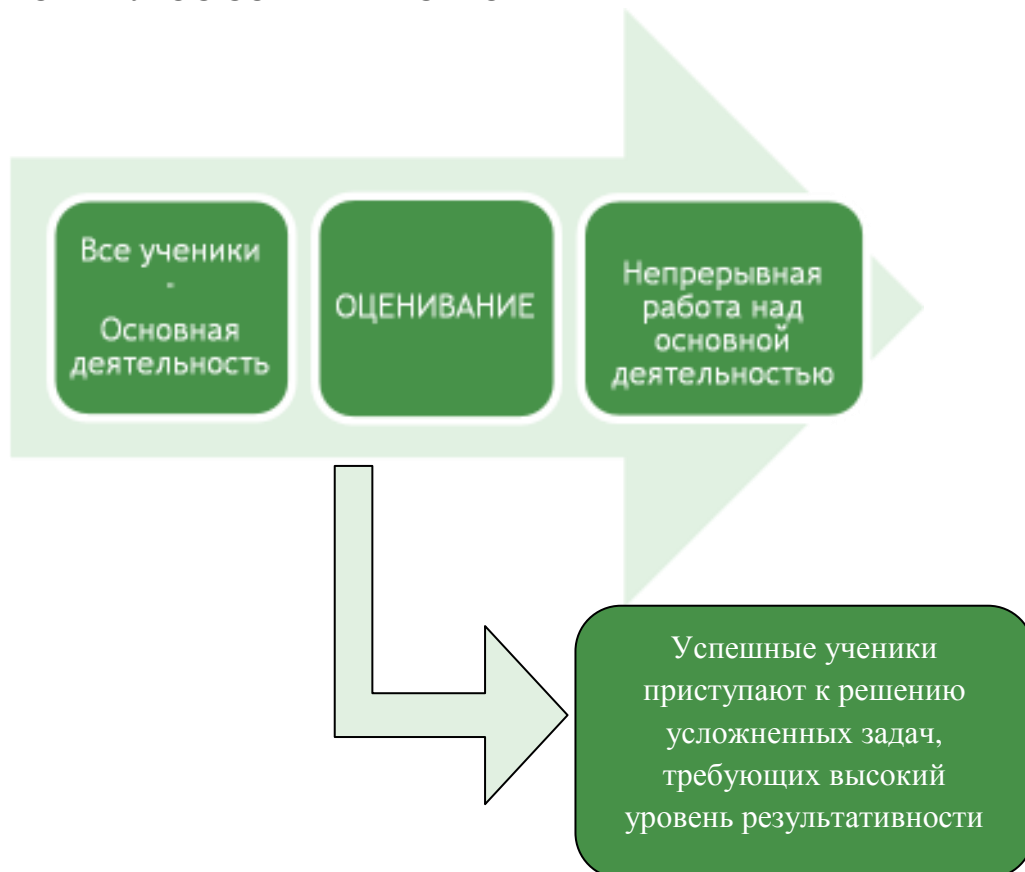 Все ученики
-
Основная
деятельность
ОЦЕНИВАНИЕ
Непрерывная
работа над
основной
деятельностью
Успешные ученики
приступают к решению
усложненных задач,
требующих высокий
уровень результативности